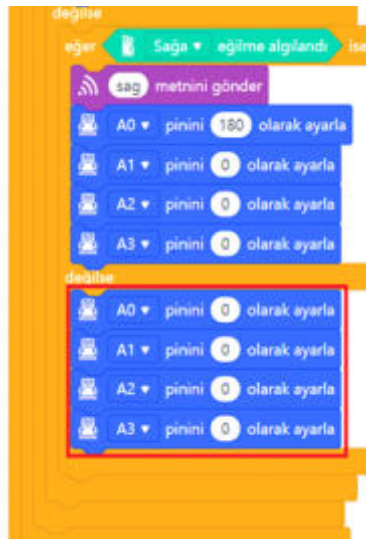 değilse
eğer Sağa eğilme algılandı ise
sag metnini gönder
A0 pinini 180 olarak ayarla
A1 pinini 0 olarak ayarla
A2 pinini 0 olarak ayarla
A3 pinini 0 olarak ayarla
değilse
A0 pinini 0 olarak ayarla
A1 pinini 0 olarak ayarla
A2 pinini 0 olarak ayarla
A3 pinini 0 olarak ayarla